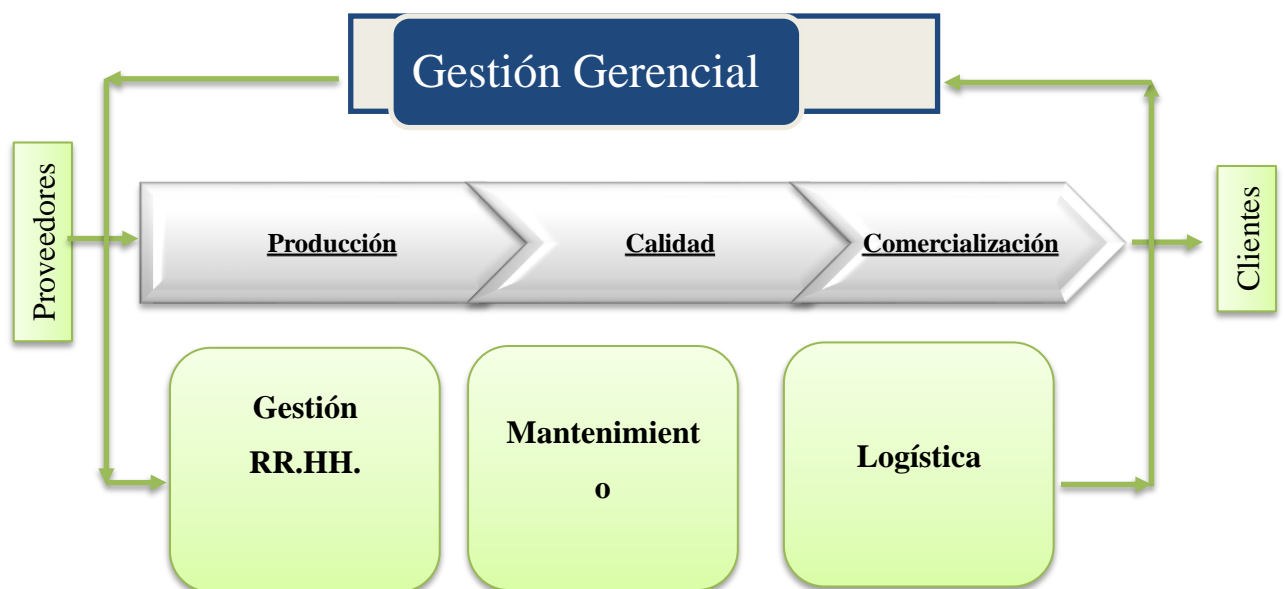 Gestión Gerencial
Proveedores
Producción
Calidad
Comercialización
Clientes
Gestión
RR.HH.
Mantenimient
o
Logística